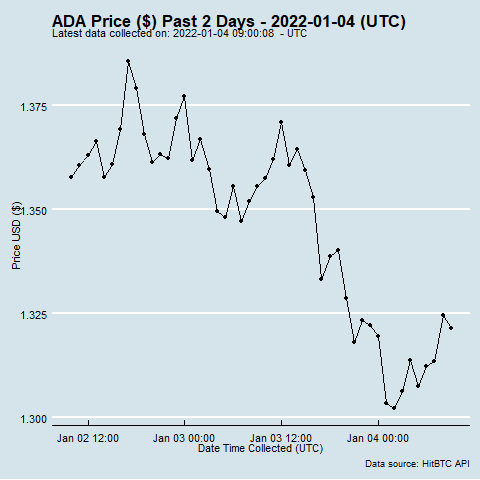 ADA Price ($) Past 2 Days - 2022-01-04 (UTC)
Latest data collected on: 2022-01-04 09:00:08 - UTC
Price USD ($)
1.375
1.350
1.325
1.300
Jan 02 12:00 Jan 03 00:00 Jan 03 12:00 Jan 04 00:00
Date Time Collected (UTC)
Data source: HitBTC API